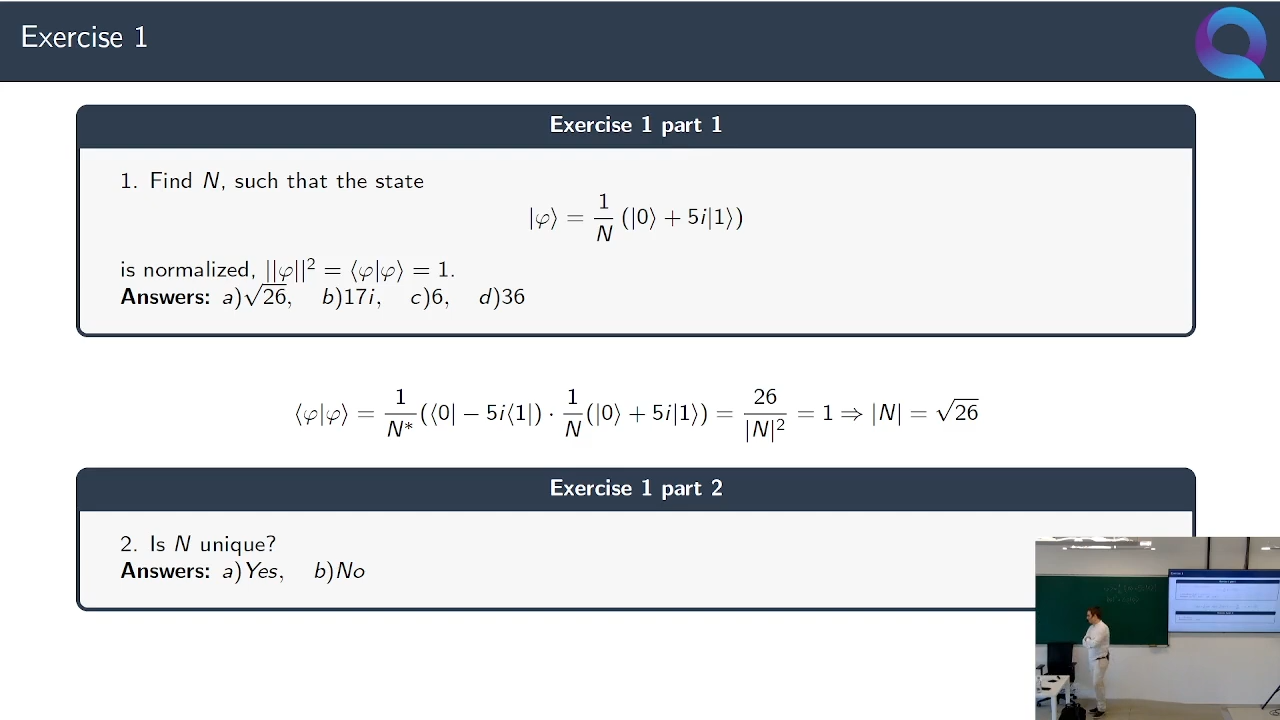 Exercise 1
Exercise 1 part 1
1. Find N, such that the state
|φ⟩ = 1/N (|0⟩ + 5i|1⟩)
is normalized, ||φ||² = ⟨φ|φ⟩ = 1.
Answers: a)√26, b)17i, c)6, d)36
⟨φ|φ⟩ = 1/N* (⟨0| − 5i⟨1|) · 1/N (|0⟩ + 5i|1⟩) = 26/|N|² = 1 ⇒ |N| = √26
Exercise 1 part 2
2. Is N unique?
Answers: a)Yes, b)No